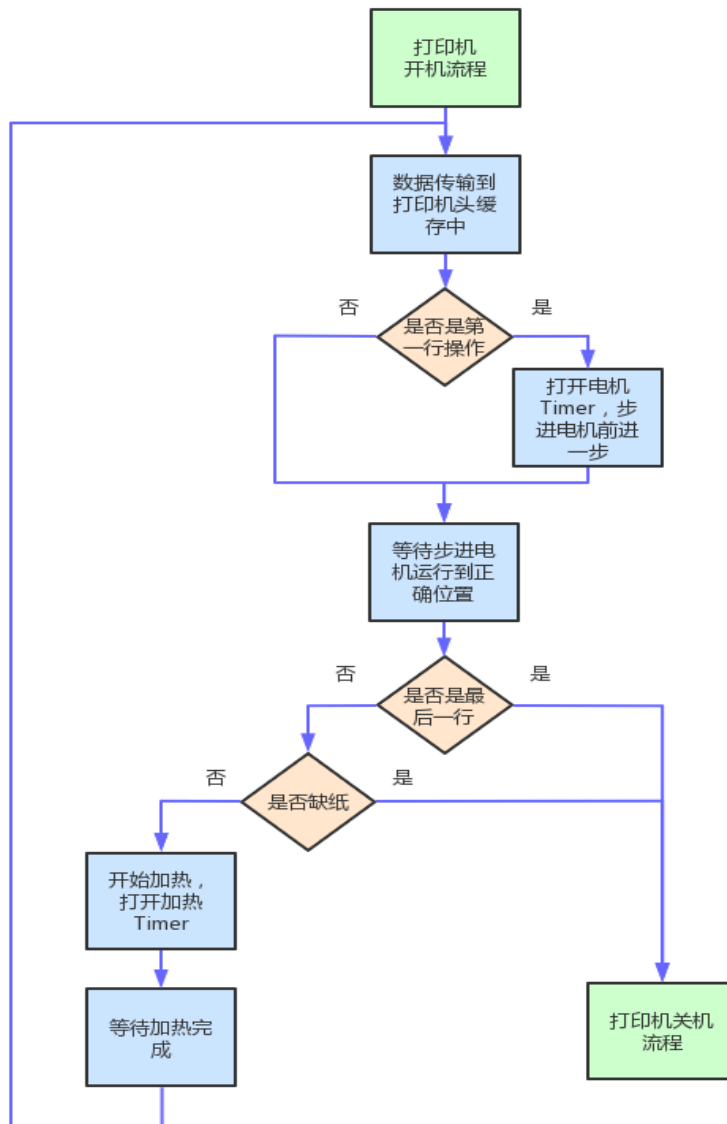 打印机
开机流程
数据传输到
打印机头缓
存中
否
是
是否是第
一行操作
打开电机
Timer，步
进电机前进
一步
等待步进电
机运行到正
确位置
否
是
是否是最
后一行
否
是
是否缺纸
开始加热，
打开加热
Timer
等待加热完
成
打印机关机
流程